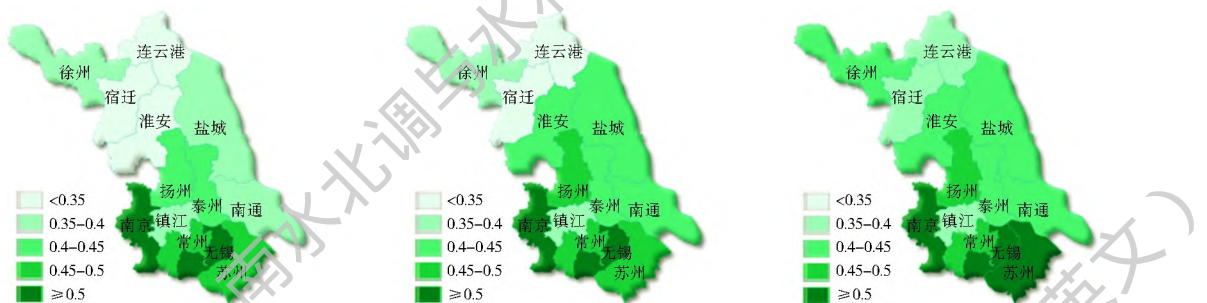 连云港
徐州
宿迁
淮安
盐城
扬州
泰州
南通
南京
镇江
常州
无锡
苏州
<0.35
0.35-0.4
0.4-0.45
0.45-0.5
≥0.5
连云港
徐州
宿迁
淮安
盐城
扬州
泰州
南通
南京
镇江
常州
无锡
苏州
<0.35
0.35-0.4
0.4-0.45
0.45-0.5
≥0.5
连云港
徐州
宿迁
淮安
盐城
扬州
泰州
南通
南京
镇江
常州
无锡
苏州
<0.35
0.35-0.4
0.4-0.45
0.45-0.5
≥0.5
南水北调与水利
英文)